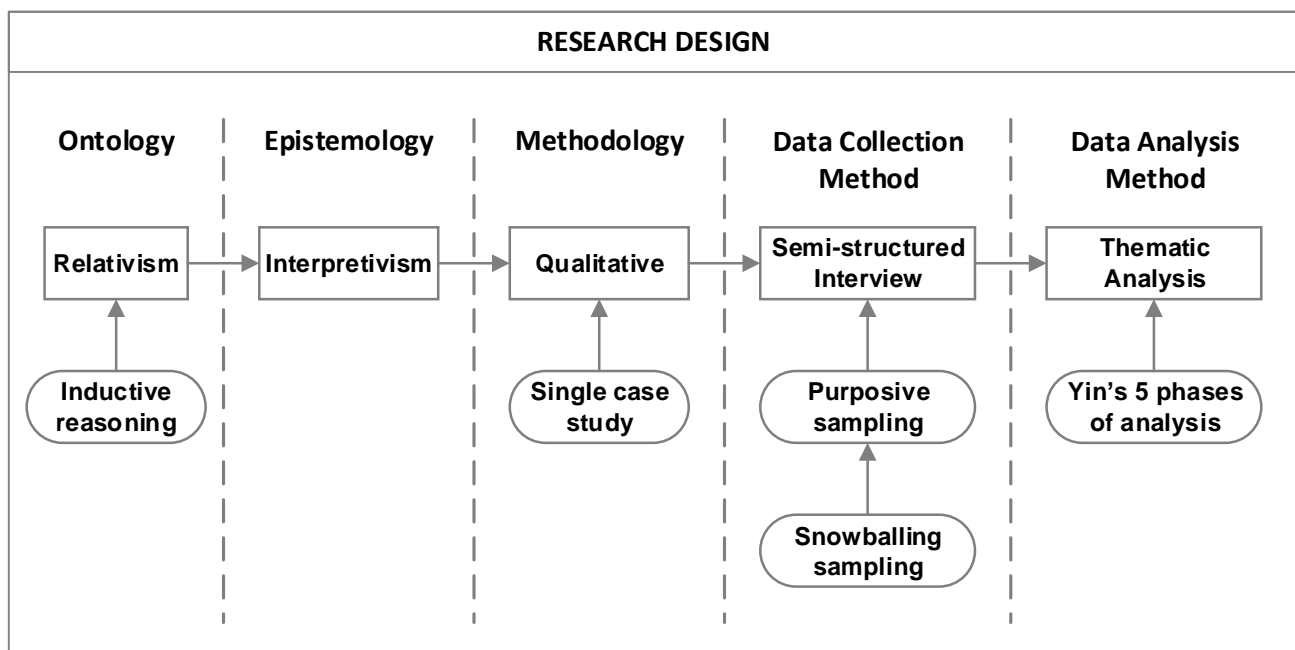 RESEARCH DESIGN
Ontology
Epistemology
Methodology
Data Collection
Method
Data Analysis
Method
Relativism
Interpretivism
Qualitative
Semi-structured
Interview
Thematic
Analysis
Inductive
reasoning
Single case
study
Purposive
sampling
Yin’s 5 phases
of analysis
Snowballing
sampling